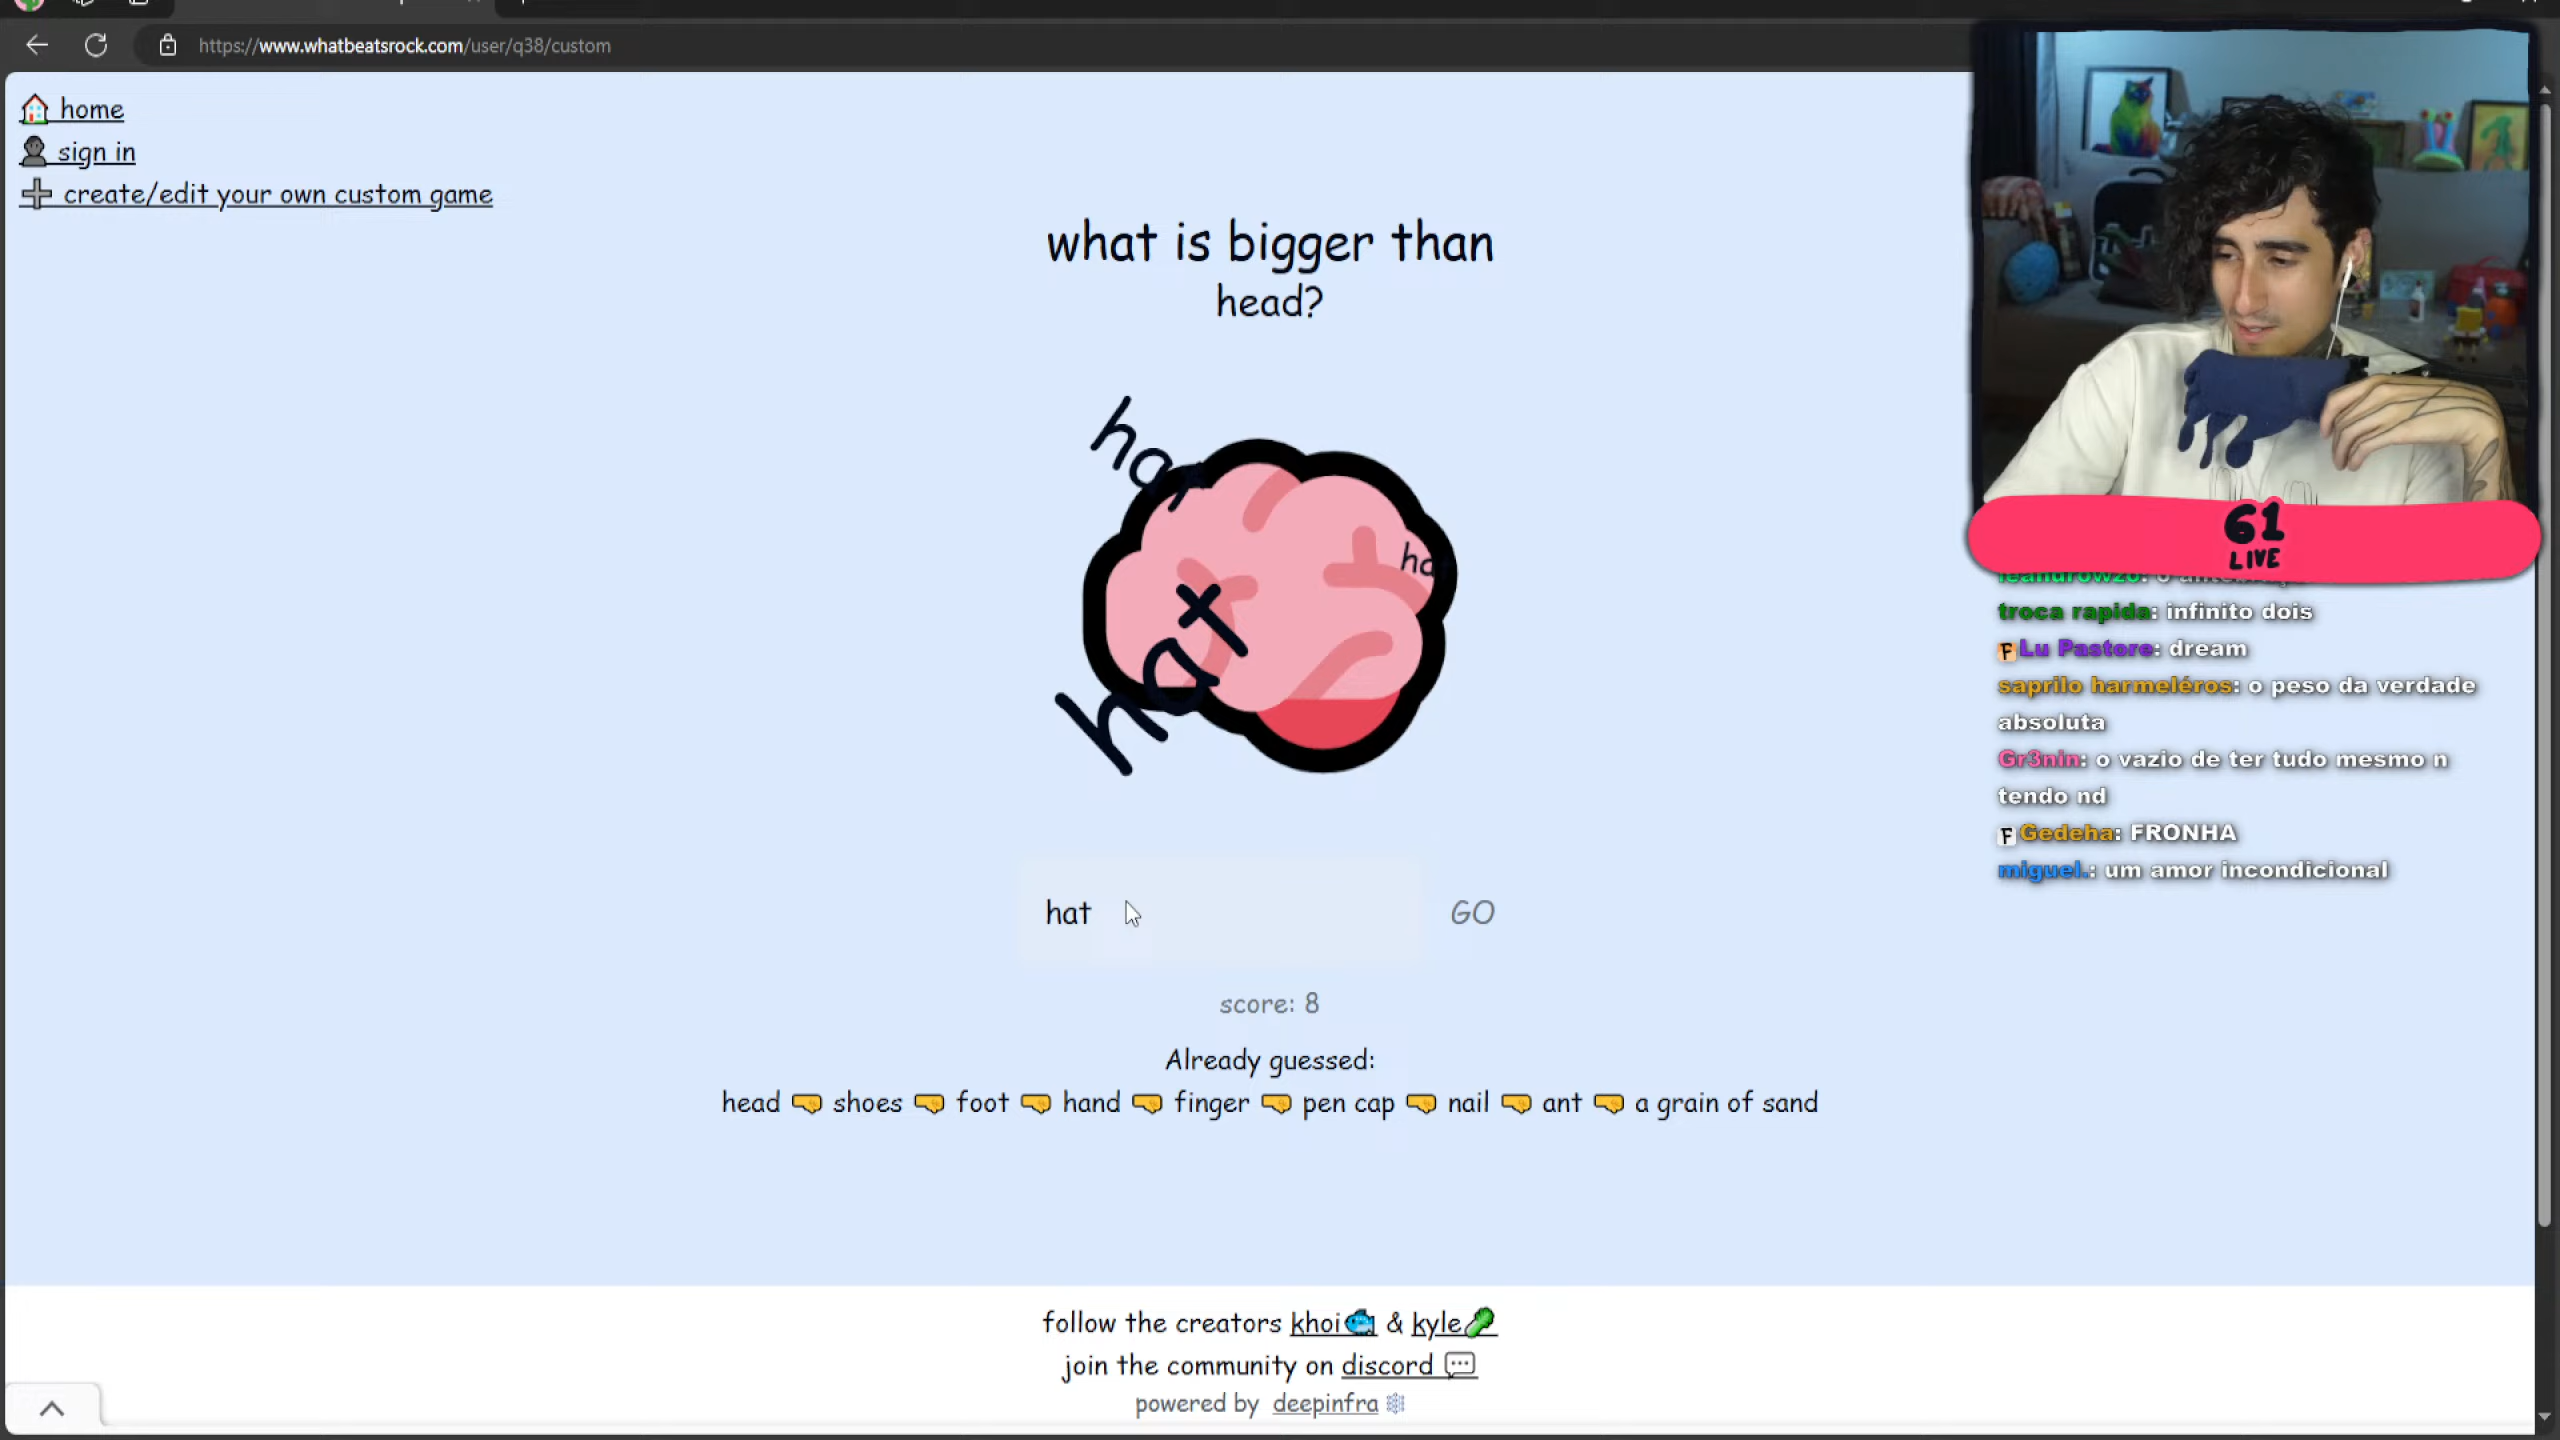 https://www.whatbeatsrock.com/user/q38/custom
home
sign in
create/edit your own custom game
what is bigger than
head?
hat
ha
hat
hat
GO
score: 8
Already guessed:
head 🤜 shoes 🤜 foot 🤜 hand 🤜 finger 🤜 pen cap 🤜 nail 🤜 ant 🤜 a grain of sand
follow the creators khoi🐟 & kyle🥬
join the community on discord 💬
powered by deepinfra
61
LIVE
troca rapida: infinito dois
Lu Pastore: dream
saprilo harmeléros: o peso da verdade
absoluta
Gr3nin: o vazio de ter tudo mesmo n
tendo nd
Gedeha: FRONHA
miguel.: um amor incondicional